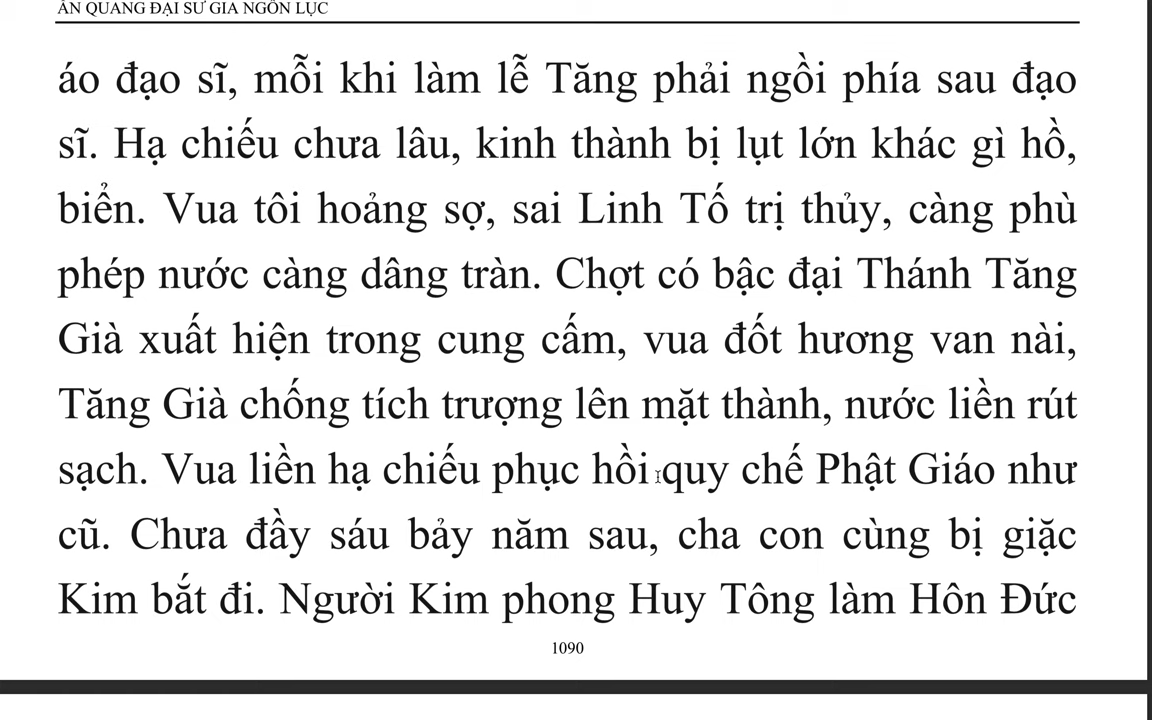 ẤN QUANG ĐẠI SƯ GIA NGÔN LỤC
áo đạo sĩ, mỗi khi làm lễ Tăng phải ngồi phía sau đạo
sĩ. Hạ chiếu chưa lâu, kinh thành bị lụt lớn khác gì hồ,
biển. Vua tôi hoảng sợ, sai Linh Tố trị thủy, càng phù
phép nước càng dâng tràn. Chợt có bậc đại Thánh Tăng
Già xuất hiện trong cung cấm, vua đốt hương van nài,
Tăng Già chống tích trượng lên mặt thành, nước liền rút
sạch. Vua liền hạ chiếu phục hồi quy chế Phật Giáo như
cũ. Chưa đầy sáu bảy năm sau, cha con cùng bị giặc
Kim bắt đi. Người Kim phong Huy Tông làm Hôn Đức
1090